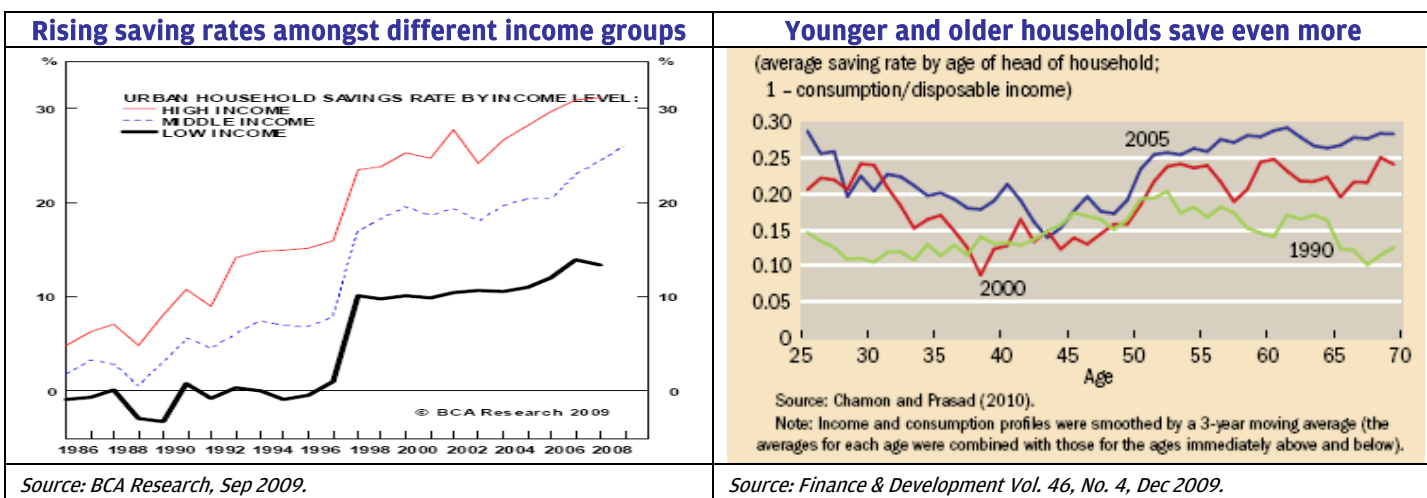 Rising saving rates amongst different income groups
%
%
URBAN HOUSEHOLD SAVINGS RATE BY INCOME LEVEL:
HIGH INCOME
MIDDLE INCOME
LOW INCOME
30
30
20
20
10
10
0
0
© BCA Research 2009
1986 1988 1990 1992 1994 1996 1998 2000 2002 2004 2006 2008
Source: BCA Research, Sep 2009.
Younger and older households save even more
(average saving rate by age of head of household;
1 – consumption/disposable income)
0.30
0.25
0.20
0.15
0.10
0.05
0
2005
1990
2000
25 30 35 40 45 50 55 60 65 70
Age
Source: Chamon and Prasad (2010).
Note: Income and consumption profiles were smoothed by a 3-year moving average (the
averages for each age were combined with those for the ages immediately above and below).
Source: Finance & Development Vol. 46, No. 4, Dec 2009.